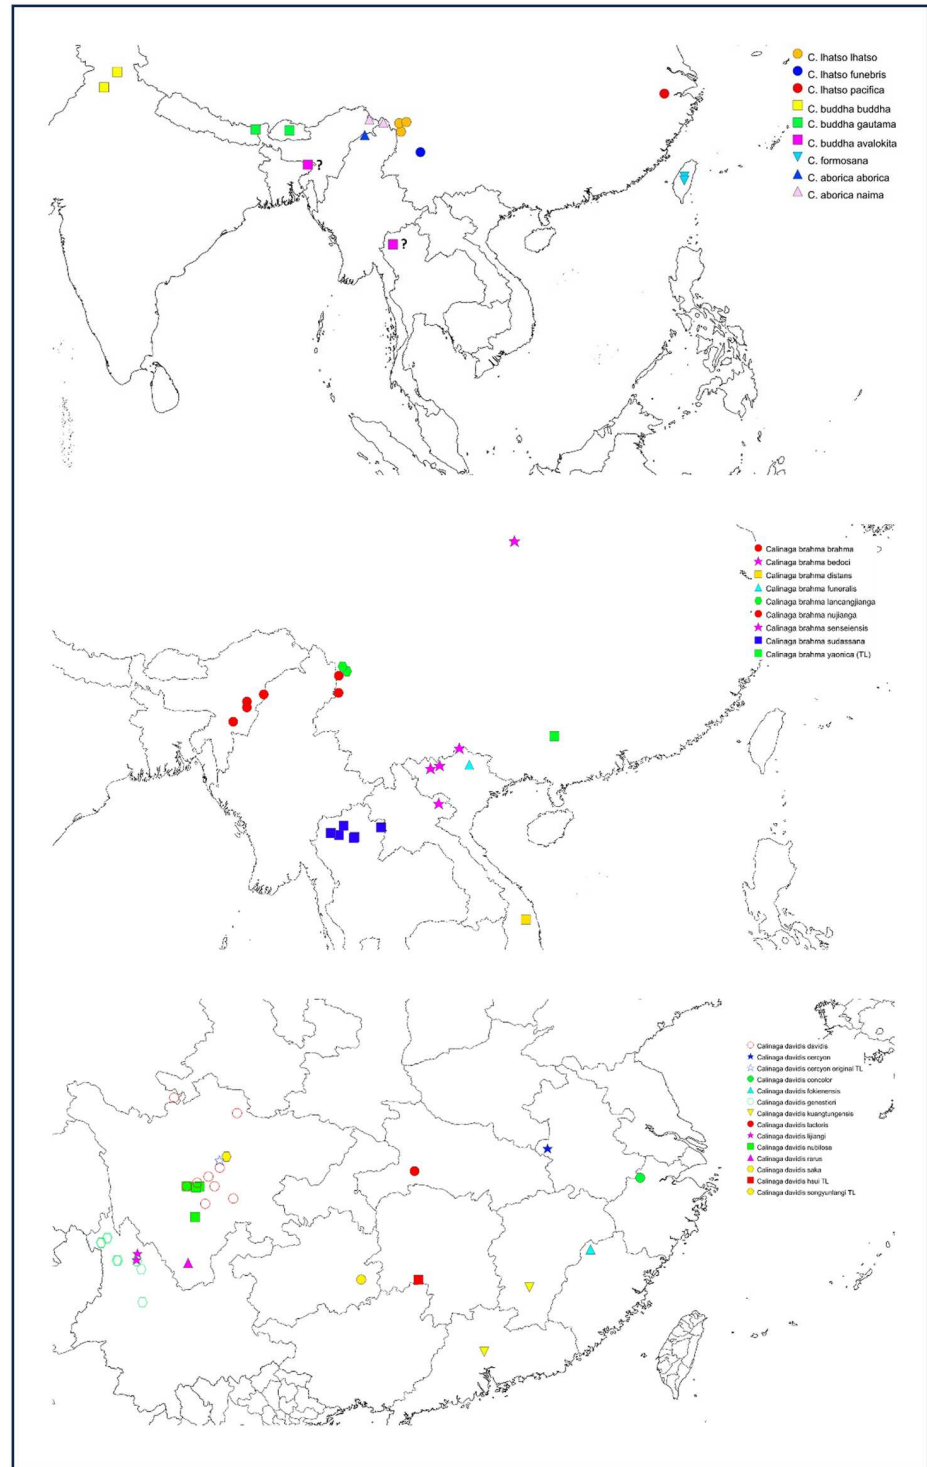 C. lhatso lhatso
C. lhatso funebris
C. lhatso pacifica
C. buddha buddha
C. buddha gautama
C. buddha avalokita
C. formosana
C. aborica aborica
C. aborica naima
?
?
Calinaga brahma brahma
Calinaga brahma bedoci
Calinaga brahma distans
Calinaga brahma funeralis
Calinaga brahma lancangjianga
Calinaga brahma nujianga
Calinaga brahma senseiensis
Calinaga brahma sudassana
Calinaga brahma yaonica (TL)
Calinaga davidis davidis
Calinaga davidis cercyon
Calinaga davidis cercyon original TL
Calinaga davidis concolor
Calinaga davidis fokienensis
Calinaga davidis genestieri
Calinaga davidis kuangtungensis
Calinaga davidis lactoris
Calinaga davidis lijiangi
Calinaga davidis nubilosa
Calinaga davidis rarus
Calinaga davidis saka
Calinaga davidis hsui TL
Calinaga davidis songyuntangi TL